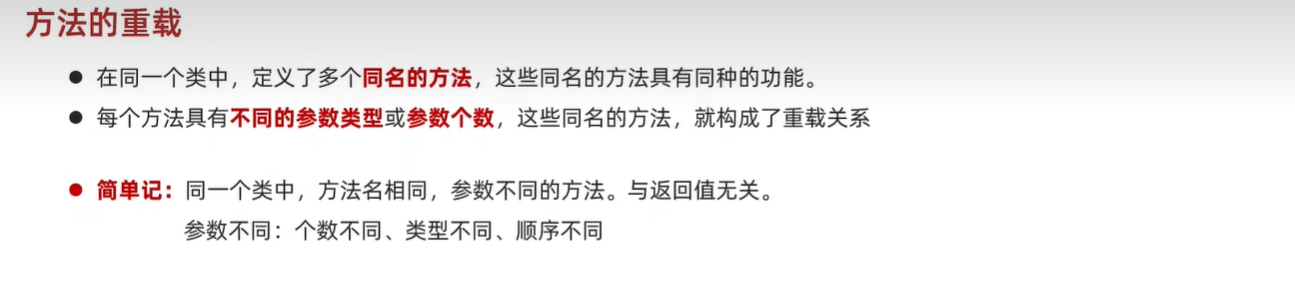 方法的重载
● 在同一个类中，定义了多个同名的方法，这些同名的方法具有同种的功能。
● 每个方法具有不同的参数类型或参数个数，这些同名的方法，就构成了重载关系
● 简单记：同一个类中，方法名相同，参数不同的方法。与返回值无关。
参数不同：个数不同、类型不同、顺序不同